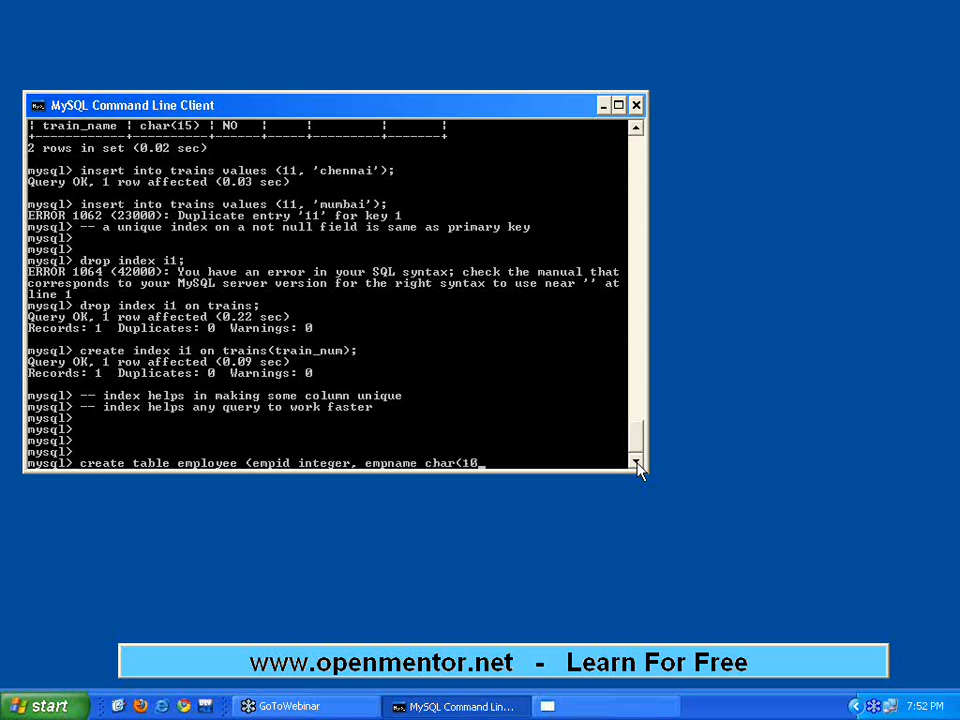 MySQL Command Line Client
| train_name | char(15) | NO | | | |
+------------+----------+------+-----+---------+-------+
2 rows in set (0.02 sec)
mysql> insert into trains values (11, 'chennai');
Query OK, 1 row affected (0.03 sec)
mysql> insert into trains values (11, 'mumbai');
ERROR 1062 (23000): Duplicate entry '11' for key 1
mysql> -- a unique index on a not null field is same as primary key
mysql>
mysql>
mysql> drop index i1;
ERROR 1064 (42000): You have an error in your SQL syntax; check the manual that
corresponds to your MySQL server version for the right syntax to use near '' at
line 1
mysql> drop index i1 on trains;
Query OK, 1 row affected (0.22 sec)
Records: 1  Duplicates: 0  Warnings: 0
mysql> create index i1 on trains(train_num);
Query OK, 1 row affected (0.09 sec)
Records: 1  Duplicates: 0  Warnings: 0
mysql> -- index helps in making some column unique
mysql> -- index helps any query to work faster
mysql>
mysql>
mysql>
mysql>
mysql> create table employee (empid integer, empname char(10_
www.openmentor.net - Learn For Free
start GoToWebinar MySQL Command Lin... 7:52 PM